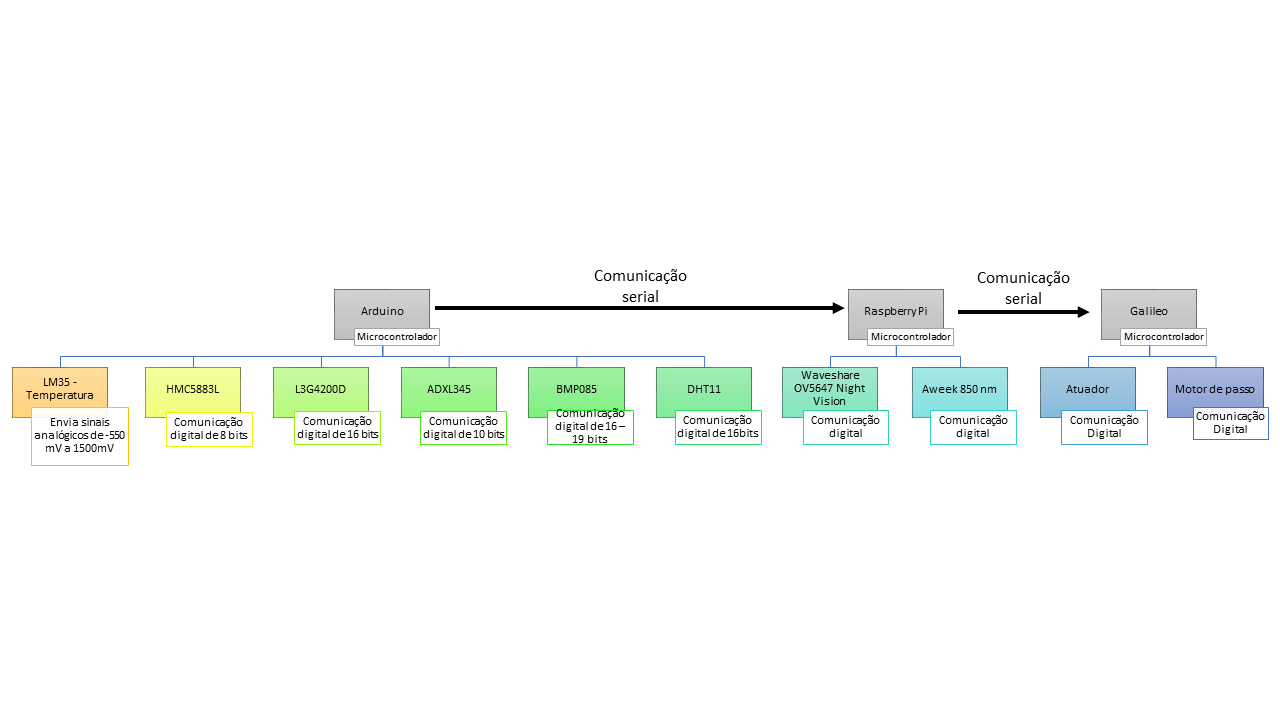 Comunicação
serial
Comunicação
serial
Arduino
Microcontrolador
Raspberry Pi
Microcontrolador
Galileo
Microcontrolador
LM35 -
Temperatura
Envia sinais
analógicos de -550
mV a 1500mV
HMC5883L
Comunicação
digital de 8 bits
L3G4200D
Comunicação
digital de 16 bits
ADXL345
Comunicação
digital de 10 bits
BMP085
Comunicação
digital de 16 –
19 bits
DHT11
Comunicação
digital de 16bits
Waveshare
OV5647 Night
Vision
Comunicação
digital
Aweek 850 nm
Comunicação
digital
Atuador
Comunicação
Digital
Motor de passo
Comunicação
Digital